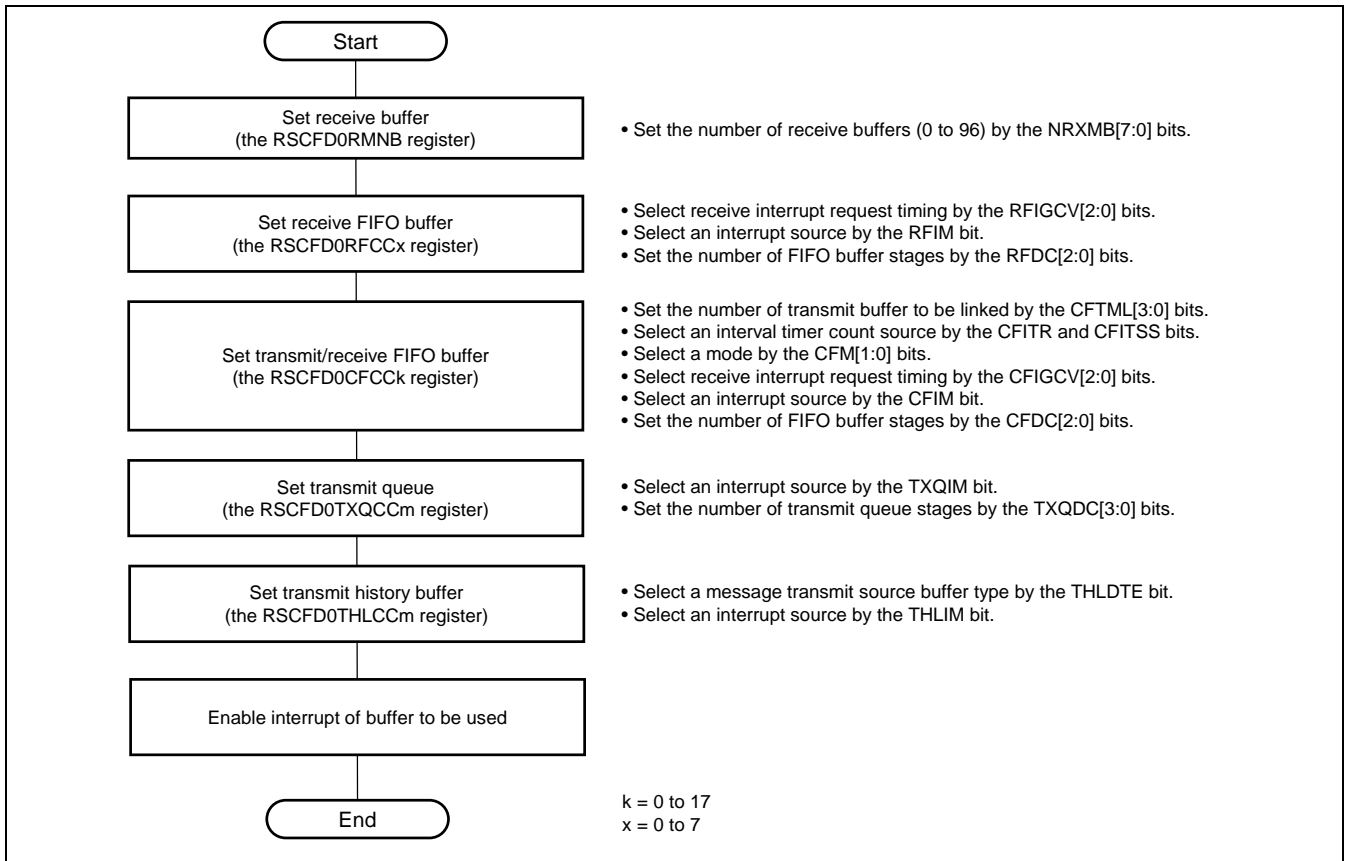 Start
Set receive buffer
(the RSCFD0RMNB register)
• Set the number of receive buffers (0 to 96) by the NRXMB[7:0] bits.
Set receive FIFO buffer
(the RSCFD0RFCCx register)
• Select receive interrupt request timing by the RFIGCV[2:0] bits.
• Select an interrupt source by the RFIM bit.
• Set the number of FIFO buffer stages by the RFDC[2:0] bits.
Set transmit/receive FIFO buffer
(the RSCFD0CFCCk register)
• Set the number of transmit buffer to be linked by the CFTML[3:0] bits.
• Select an interval timer count source by the CFITR and CFITSS bits.
• Select a mode by the CFM[1:0] bits.
• Select receive interrupt request timing by the CFIGCV[2:0] bits.
• Select an interrupt source by the CFIM bit.
• Set the number of FIFO buffer stages by the CFDC[2:0] bits.
Set transmit queue
(the RSCFD0TXQCCm register)
• Select an interrupt source by the TXQIM bit.
• Set the number of transmit queue stages by the TXQDC[3:0] bits.
Set transmit history buffer
(the RSCFD0THLCCm register)
• Select a message transmit source buffer type by the THLDTE bit.
• Select an interrupt source by the THLIM bit.
Enable interrupt of buffer to be used
End
k = 0 to 17
x = 0 to 7